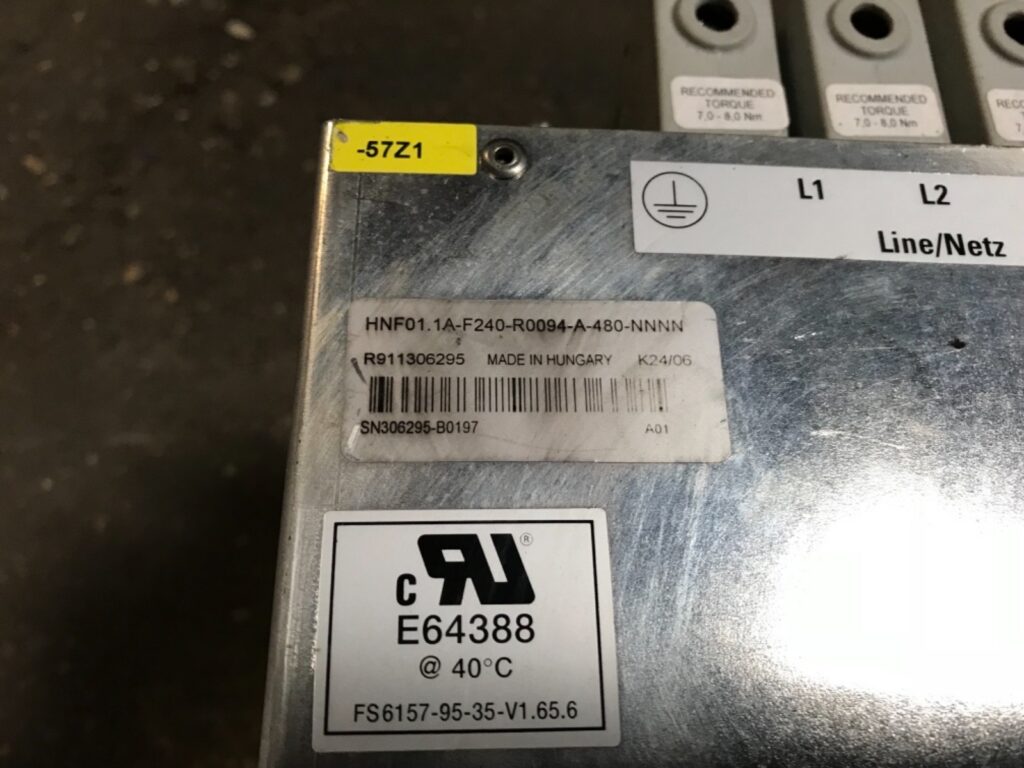 RECOMMENDED
TORQUE
7,0 - 8,0 Nm
RECOMMENDED
TORQUE
7,0 - 8,0 Nm
-57Z1
L1
L2
Line/Netz
HNF01.1A-F240-R0094-A-480-NNNN
R911306295 MADE IN HUNGARY K24/06
SN306295-B0197 A01
c RU ®
E64388
@ 40°C
FS6157-95-35-V1.65.6